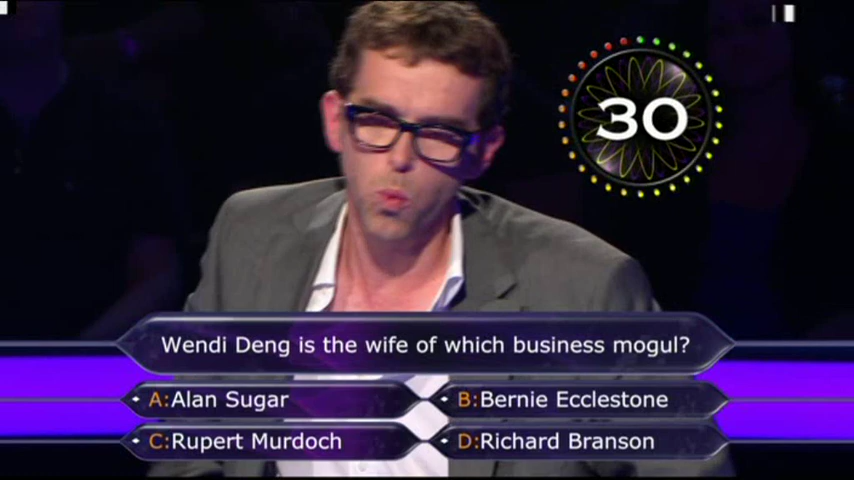 30
Wendi Deng is the wife of which business mogul?
A:Alan Sugar
B:Bernie Ecclestone
C:Rupert Murdoch
D:Richard Branson